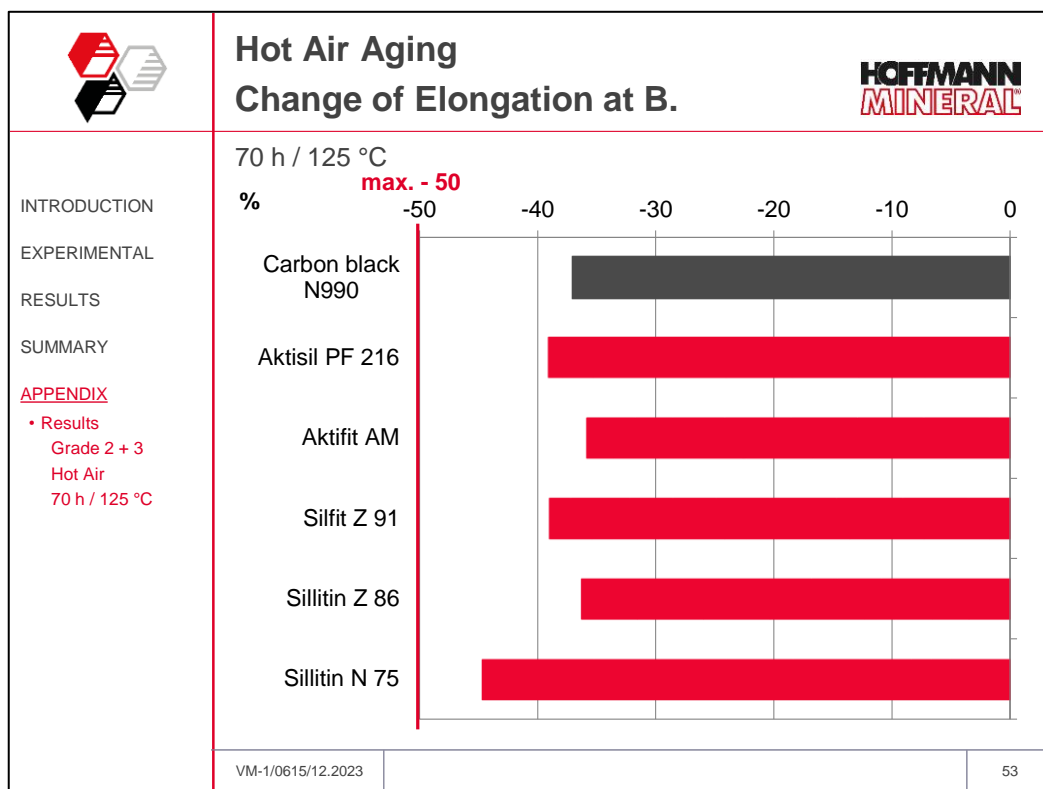 Hot Air Aging
Change of Elongation at B.
HOFFMANN
MINERAL®
INTRODUCTION
EXPERIMENTAL
RESULTS
SUMMARY
APPENDIX
• Results
Grade 2 + 3
Hot Air
70 h / 125 °C
70 h / 125 °C
max. - 50
%
-50 -40 -30 -20 -10 0
Carbon black
N990
Aktisil PF 216
Aktifit AM
Silfit Z 91
Sillitin Z 86
Sillitin N 75
VM-1/0615/12.2023
53